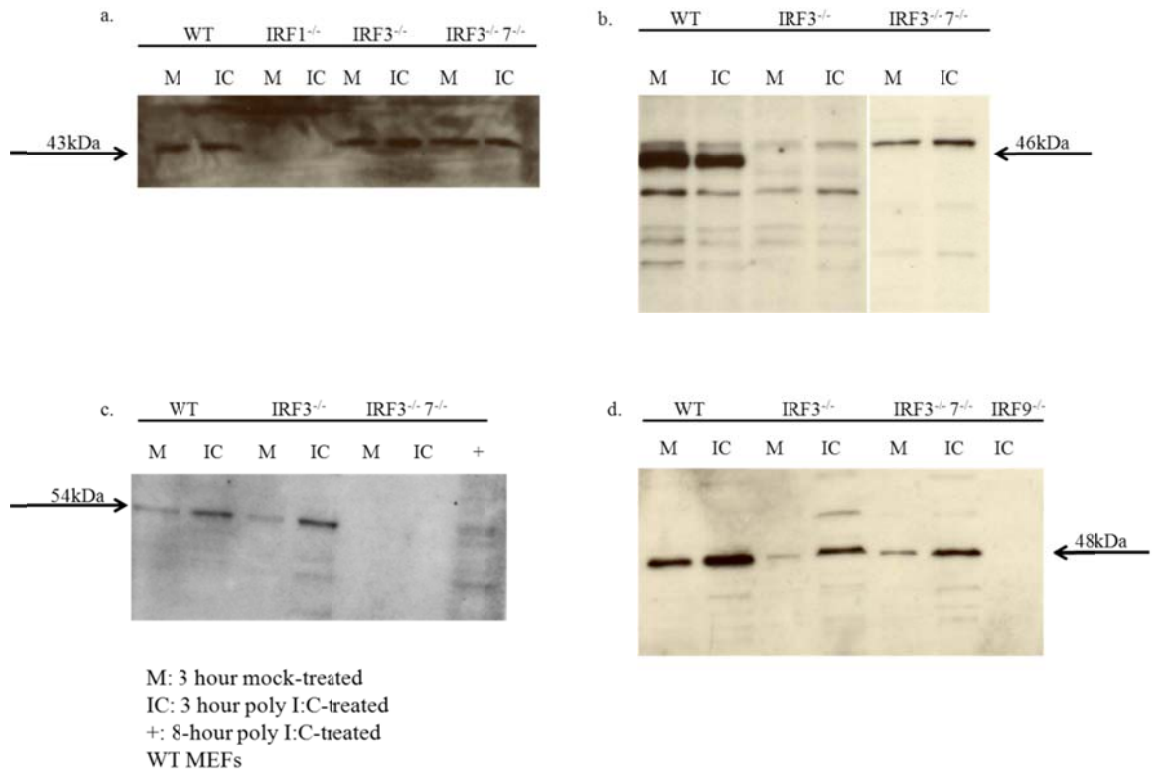 a.
WT IRF1-/- IRF3-/- IRF3-/- 7-/-
M IC M IC M IC M IC
43kDa
b.
WT IRF3-/- IRF3-/- 7-/-
M IC M IC M IC
46kDa
c.
WT IRF3-/- IRF3-/- 7-/-
M IC M IC M IC +
54kDa
d.
WT IRF3-/- IRF3-/- 7-/- IRF9-/-
M IC M IC M IC IC
48kDa
M: 3 hour mock-treated
IC: 3 hour poly I:C-treated
+: 8-hour poly I:C-treated
WT MEFs